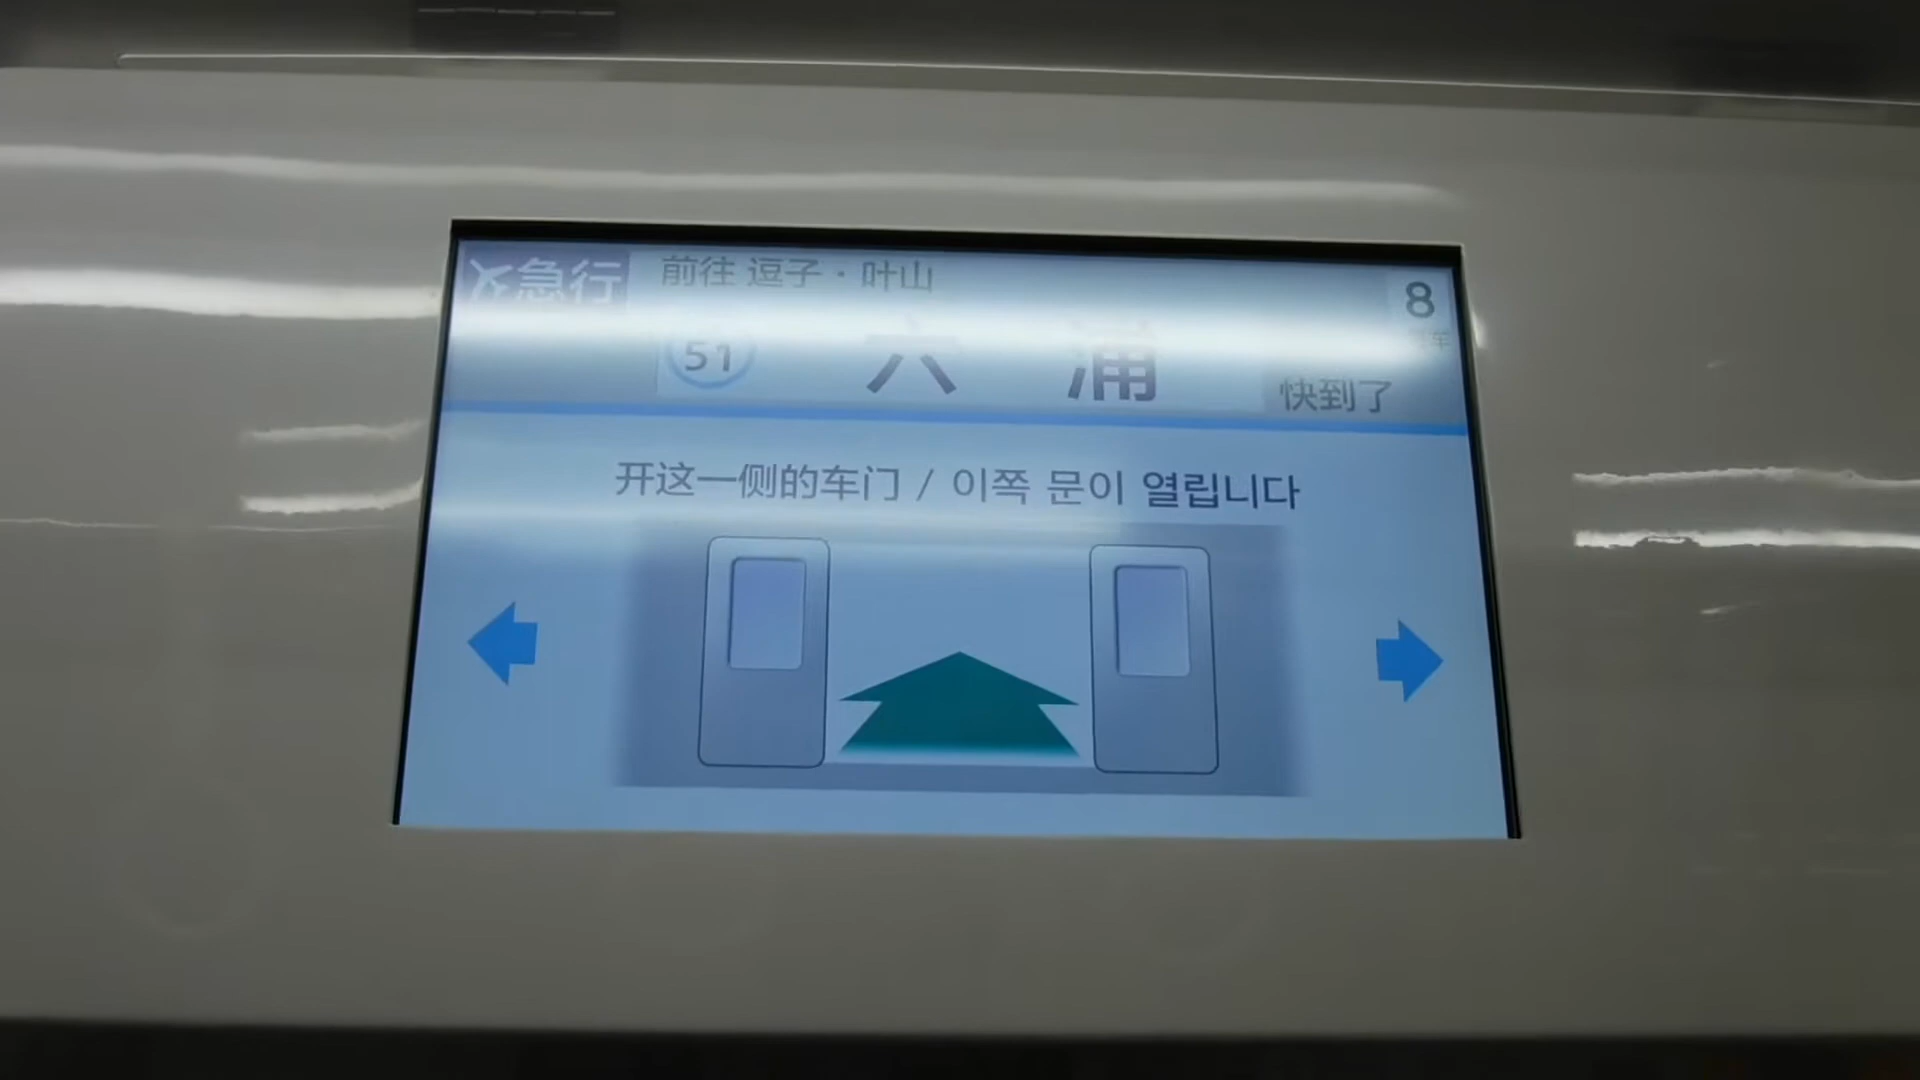 急行 前往 逗子・叶山 8
51 六浦 快到了
开这一侧的车门 / 이쪽 문이 열립니다